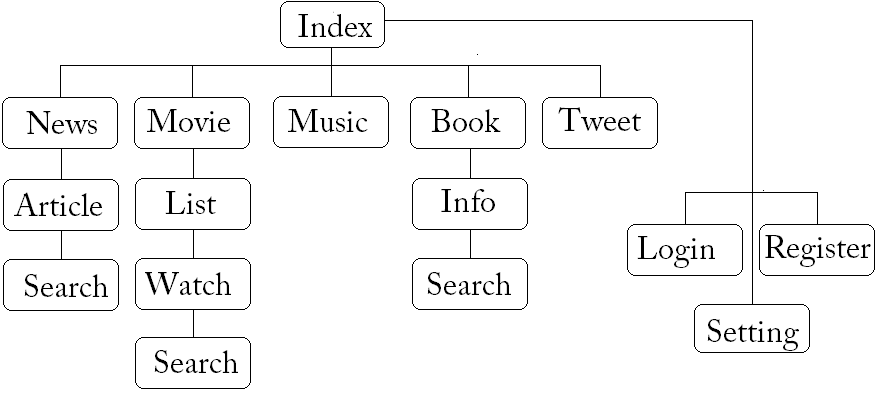 Index
News
Movie
Music
Book
Tweet
Article
List
Info
Login
Register
Search
Watch
Search
Setting
Search